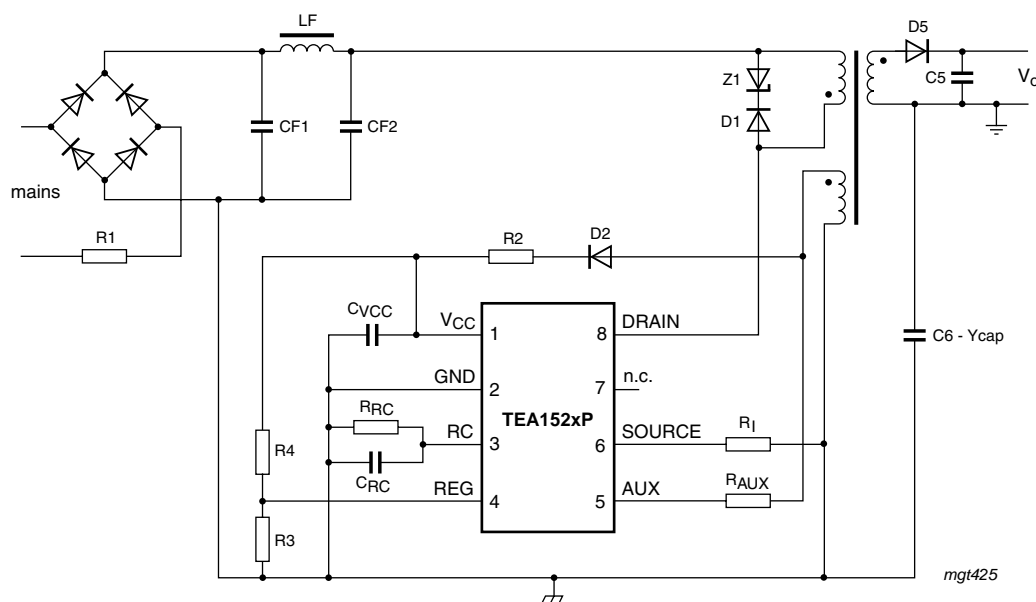 LF
D5
Z1
C5
Vo
CF1
CF2
D1
mains
R1
R2
D2
CVCC
VCC
1
8
DRAIN
C6 - Ycap
GND
2
7
n.c.
RRC
TEA152xP
RC
3
6
SOURCE
RI
R4
CRC
REG
4
5
AUX
RAUX
R3
mgt425